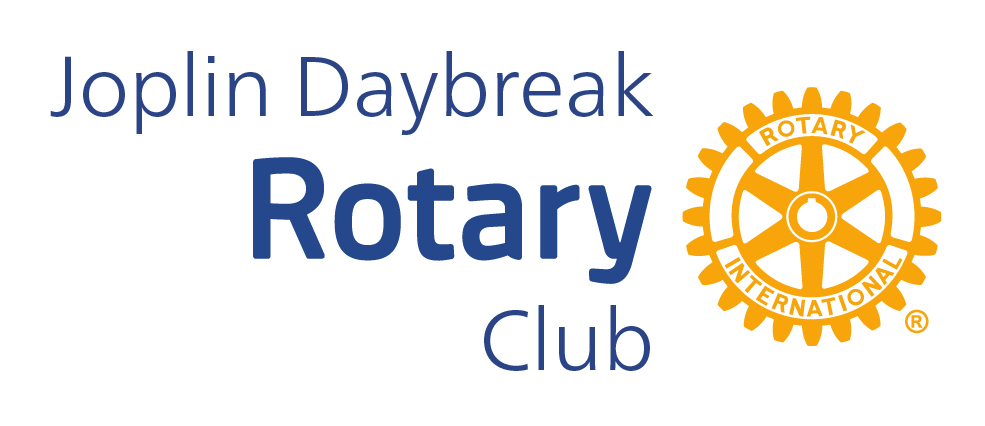 Joplin Daybreak
Rotary
Club
ROTARY
INTERNATIONAL
®